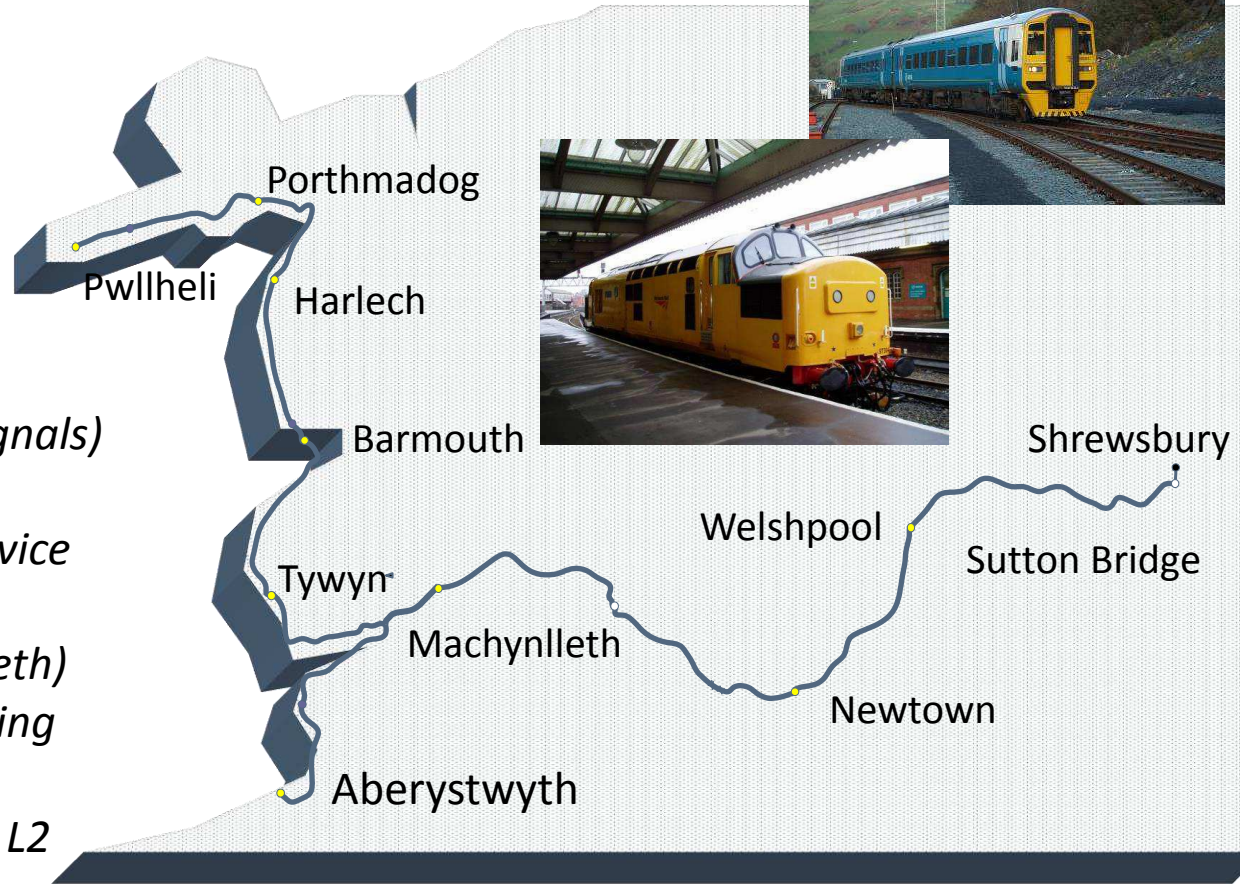 Porthmadog
Pwllheli
Harlech
gnals)
Barmouth
Shrewsbury
vice
Welshpool
Sutton Bridge
Tywyn
eth)
Machynlleth
ing
Newtown
Aberystwyth
L2